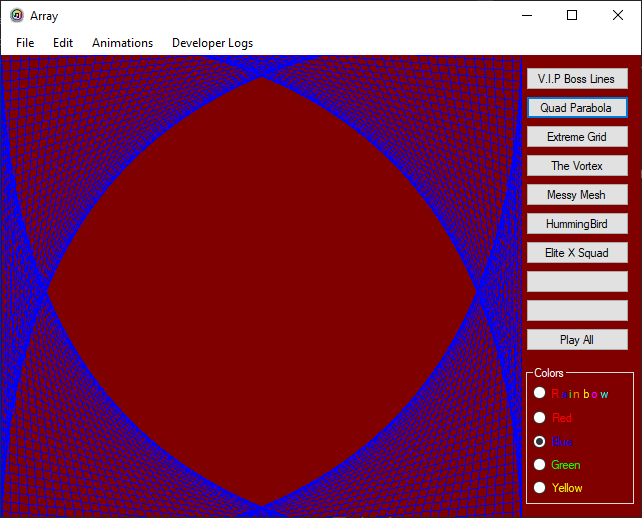 Array
File Edit Animations Developer Logs
V.I.P Boss Lines
Quad Parabola
Extreme Grid
The Vortex
Messy Mesh
HummingBird
Elite X Squad
Play All
Colors
Rainbow
Red
Blue
Green
Yellow